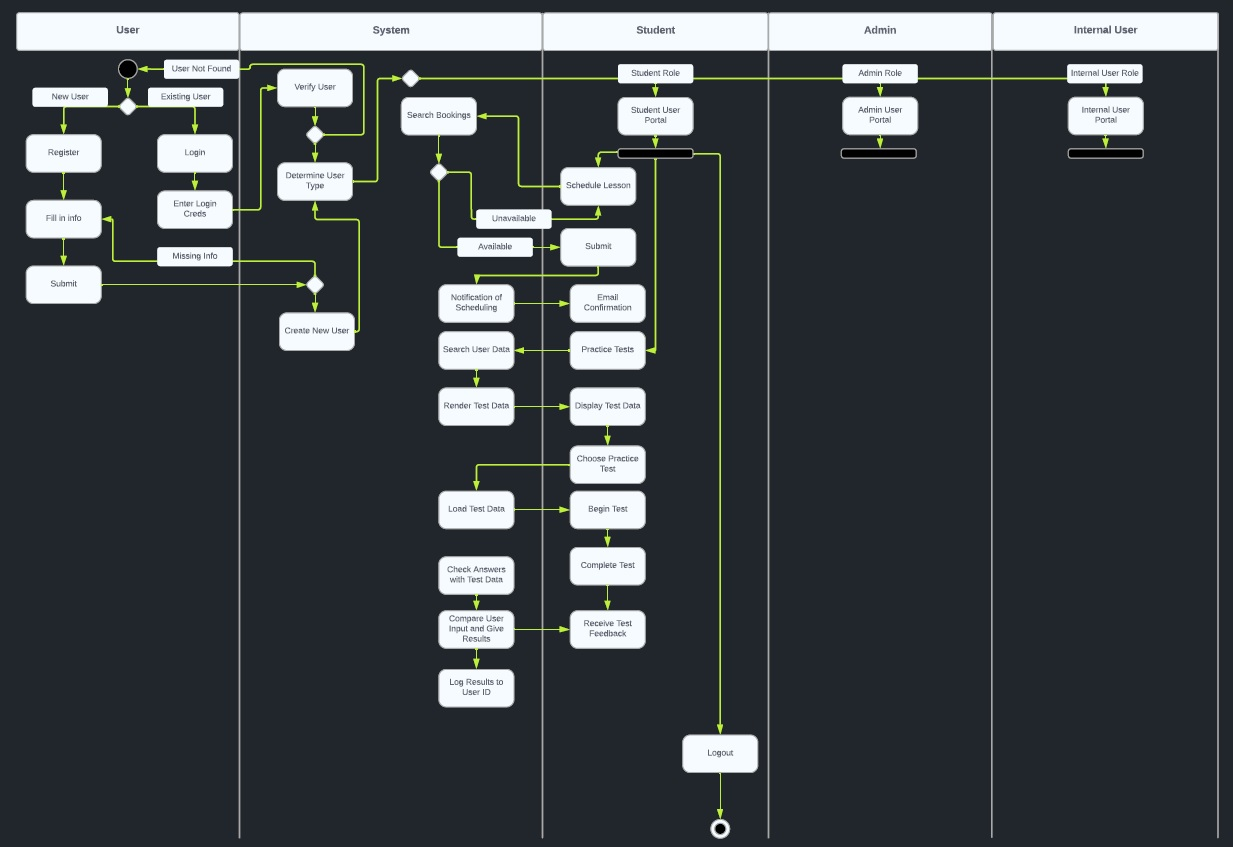 User
System
Student
Admin
Internal User
User Not Found
New User
Existing User
Register
Login
Fill in info
Enter Login
Creds
Missing Info
Submit
Verify User
Determine User
Type
Create New User
Search Bookings
Student Role
Admin Role
Internal User Role
Student User
Portal
Admin User
Portal
Internal User
Portal
Schedule Lesson
Unavailable
Available
Submit
Notification of
Scheduling
Email
Confirmation
Search User Data
Practice Tests
Render Test Data
Display Test Data
Choose Practice
Test
Load Test Data
Begin Test
Complete Test
Check Answers
with Test Data
Compare User
Input and Give
Results
Receive Test
Feedback
Log Results to
User ID
Logout